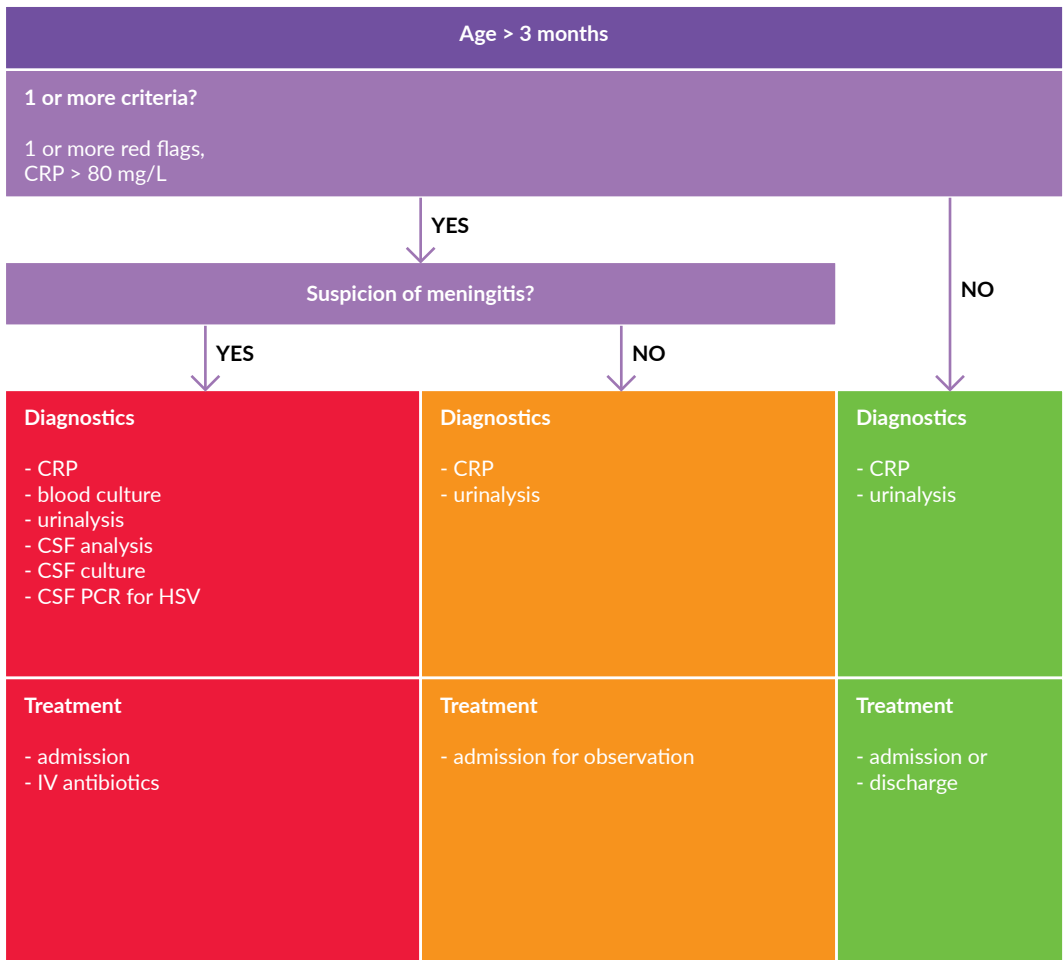 Age > 3 months
1 or more criteria?
1 or more red flags,
CRP > 80 mg/L
YES
NO
Suspicion of meningitis?
YES
NO
Diagnostics
- CRP
- blood culture
- urinalysis
- CSF analysis
- CSF culture
- CSF PCR for HSV
Diagnostics
- CRP
- urinalysis
Diagnostics
- CRP
- urinalysis
Treatment
- admission
- IV antibiotics
Treatment
- admission for observation
Treatment
- admission or
- discharge